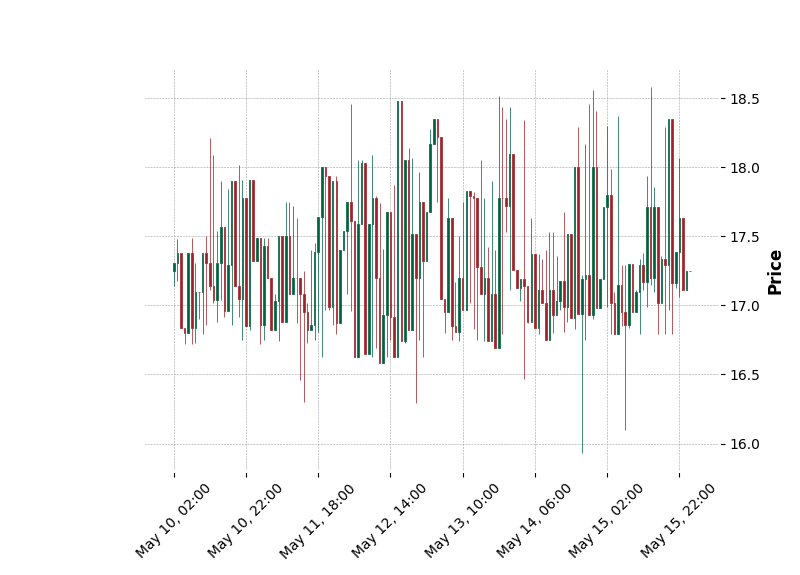 18.5
18.0
17.5
17.0
16.5
16.0
Price
May 10, 02:00
May 10, 22:00
May 11, 18:00
May 12, 14:00
May 13, 10:00
May 14, 06:00
May 15, 02:00
May 15, 22:00